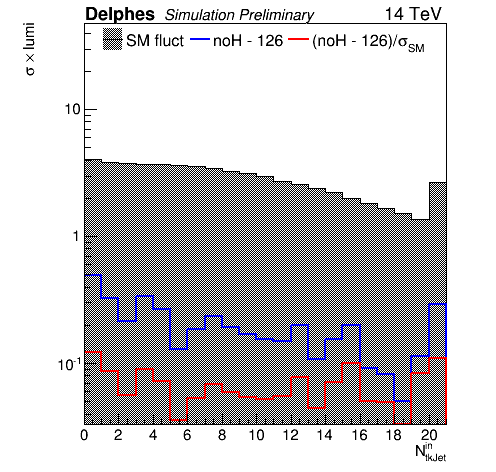 Delphes Simulation Preliminary 14 TeV
σ × lumi
SM fluct noH - 126 (noH - 126)/σSM
10
1
10⁻¹
0 2 4 6 8 10 12 14 16 18 20
N^in_tkJet